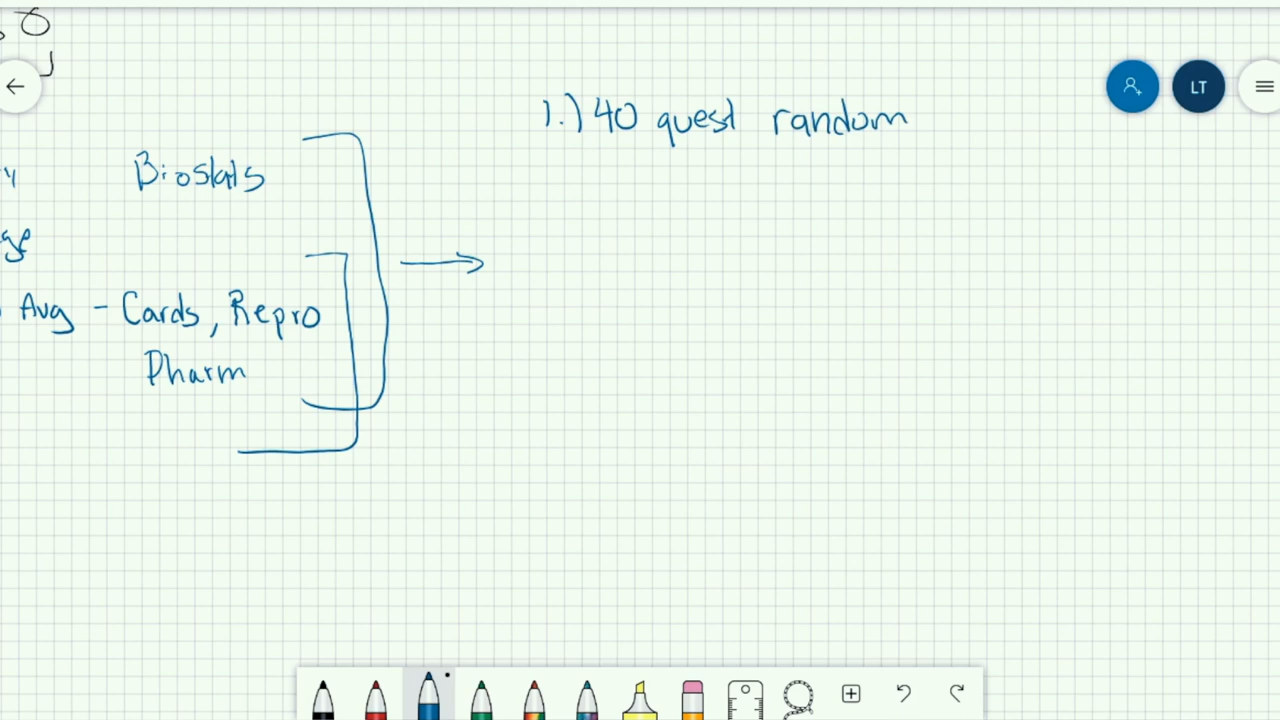 1.) 40 quest random
Biostats
Avg - Cards, Repro
Pharm
LT